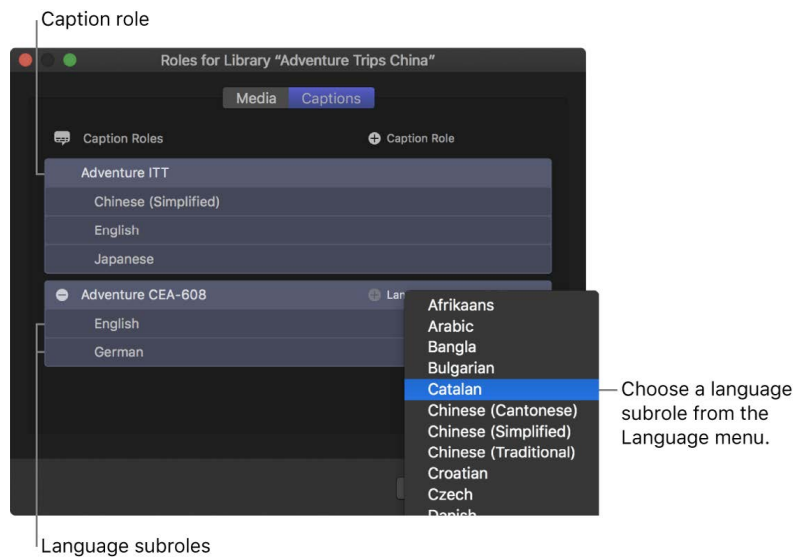 Caption role
Roles for Library “Adventure Trips China”
Media Captions
Caption Roles
Caption Role
Adventure ITT
Chinese (Simplified)
English
Japanese
Adventure CEA-608
English
German
Afrikaans
Arabic
Bangla
Bulgarian
Catalan
Chinese (Cantonese)
Chinese (Simplified)
Chinese (Traditional)
Croatian
Czech
Danish
Choose a language
subrole from the
Language menu.
Language subroles